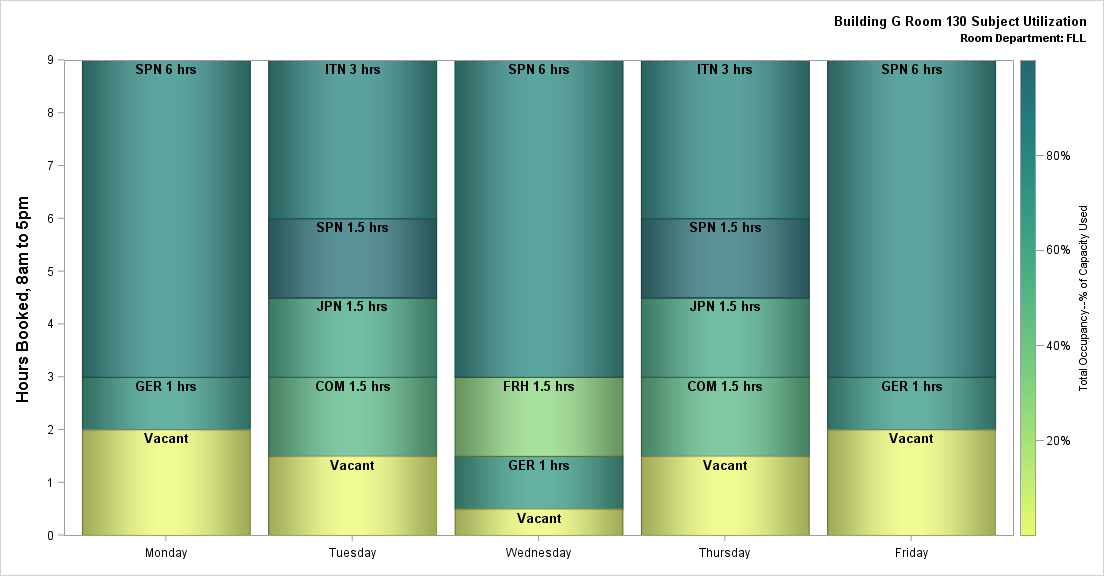 Building G Room 130 Subject Utilization
Room Department: FLL
Hours Booked, 8am to 5pm
9
8
7
6
5
4
3
2
1
0
SPN 6 hrs
GER 1 hrs
Vacant
ITN 3 hrs
SPN 1.5 hrs
JPN 1.5 hrs
COM 1.5 hrs
Vacant
SPN 6 hrs
FRH 1.5 hrs
GER 1 hrs
Vacant
ITN 3 hrs
SPN 1.5 hrs
JPN 1.5 hrs
COM 1.5 hrs
Vacant
SPN 6 hrs
GER 1 hrs
Vacant
Monday
Tuesday
Wednesday
Thursday
Friday
80%
60%
40%
20%
Total Occupancy--% of Capacity Used